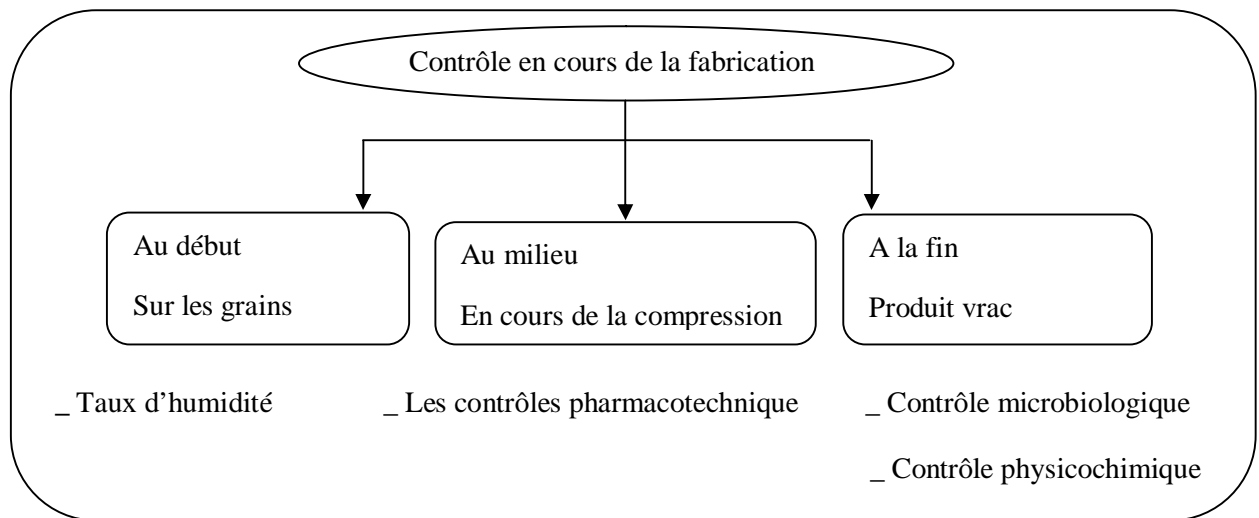 Contrôle en cours de la fabrication
Au début
Sur les grains
Au milieu
En cours de la compression
A la fin
Produit vrac
_ Taux d’humidité
_ Les contrôles pharmacotechnique
_ Contrôle microbiologique
_ Contrôle physicochimique